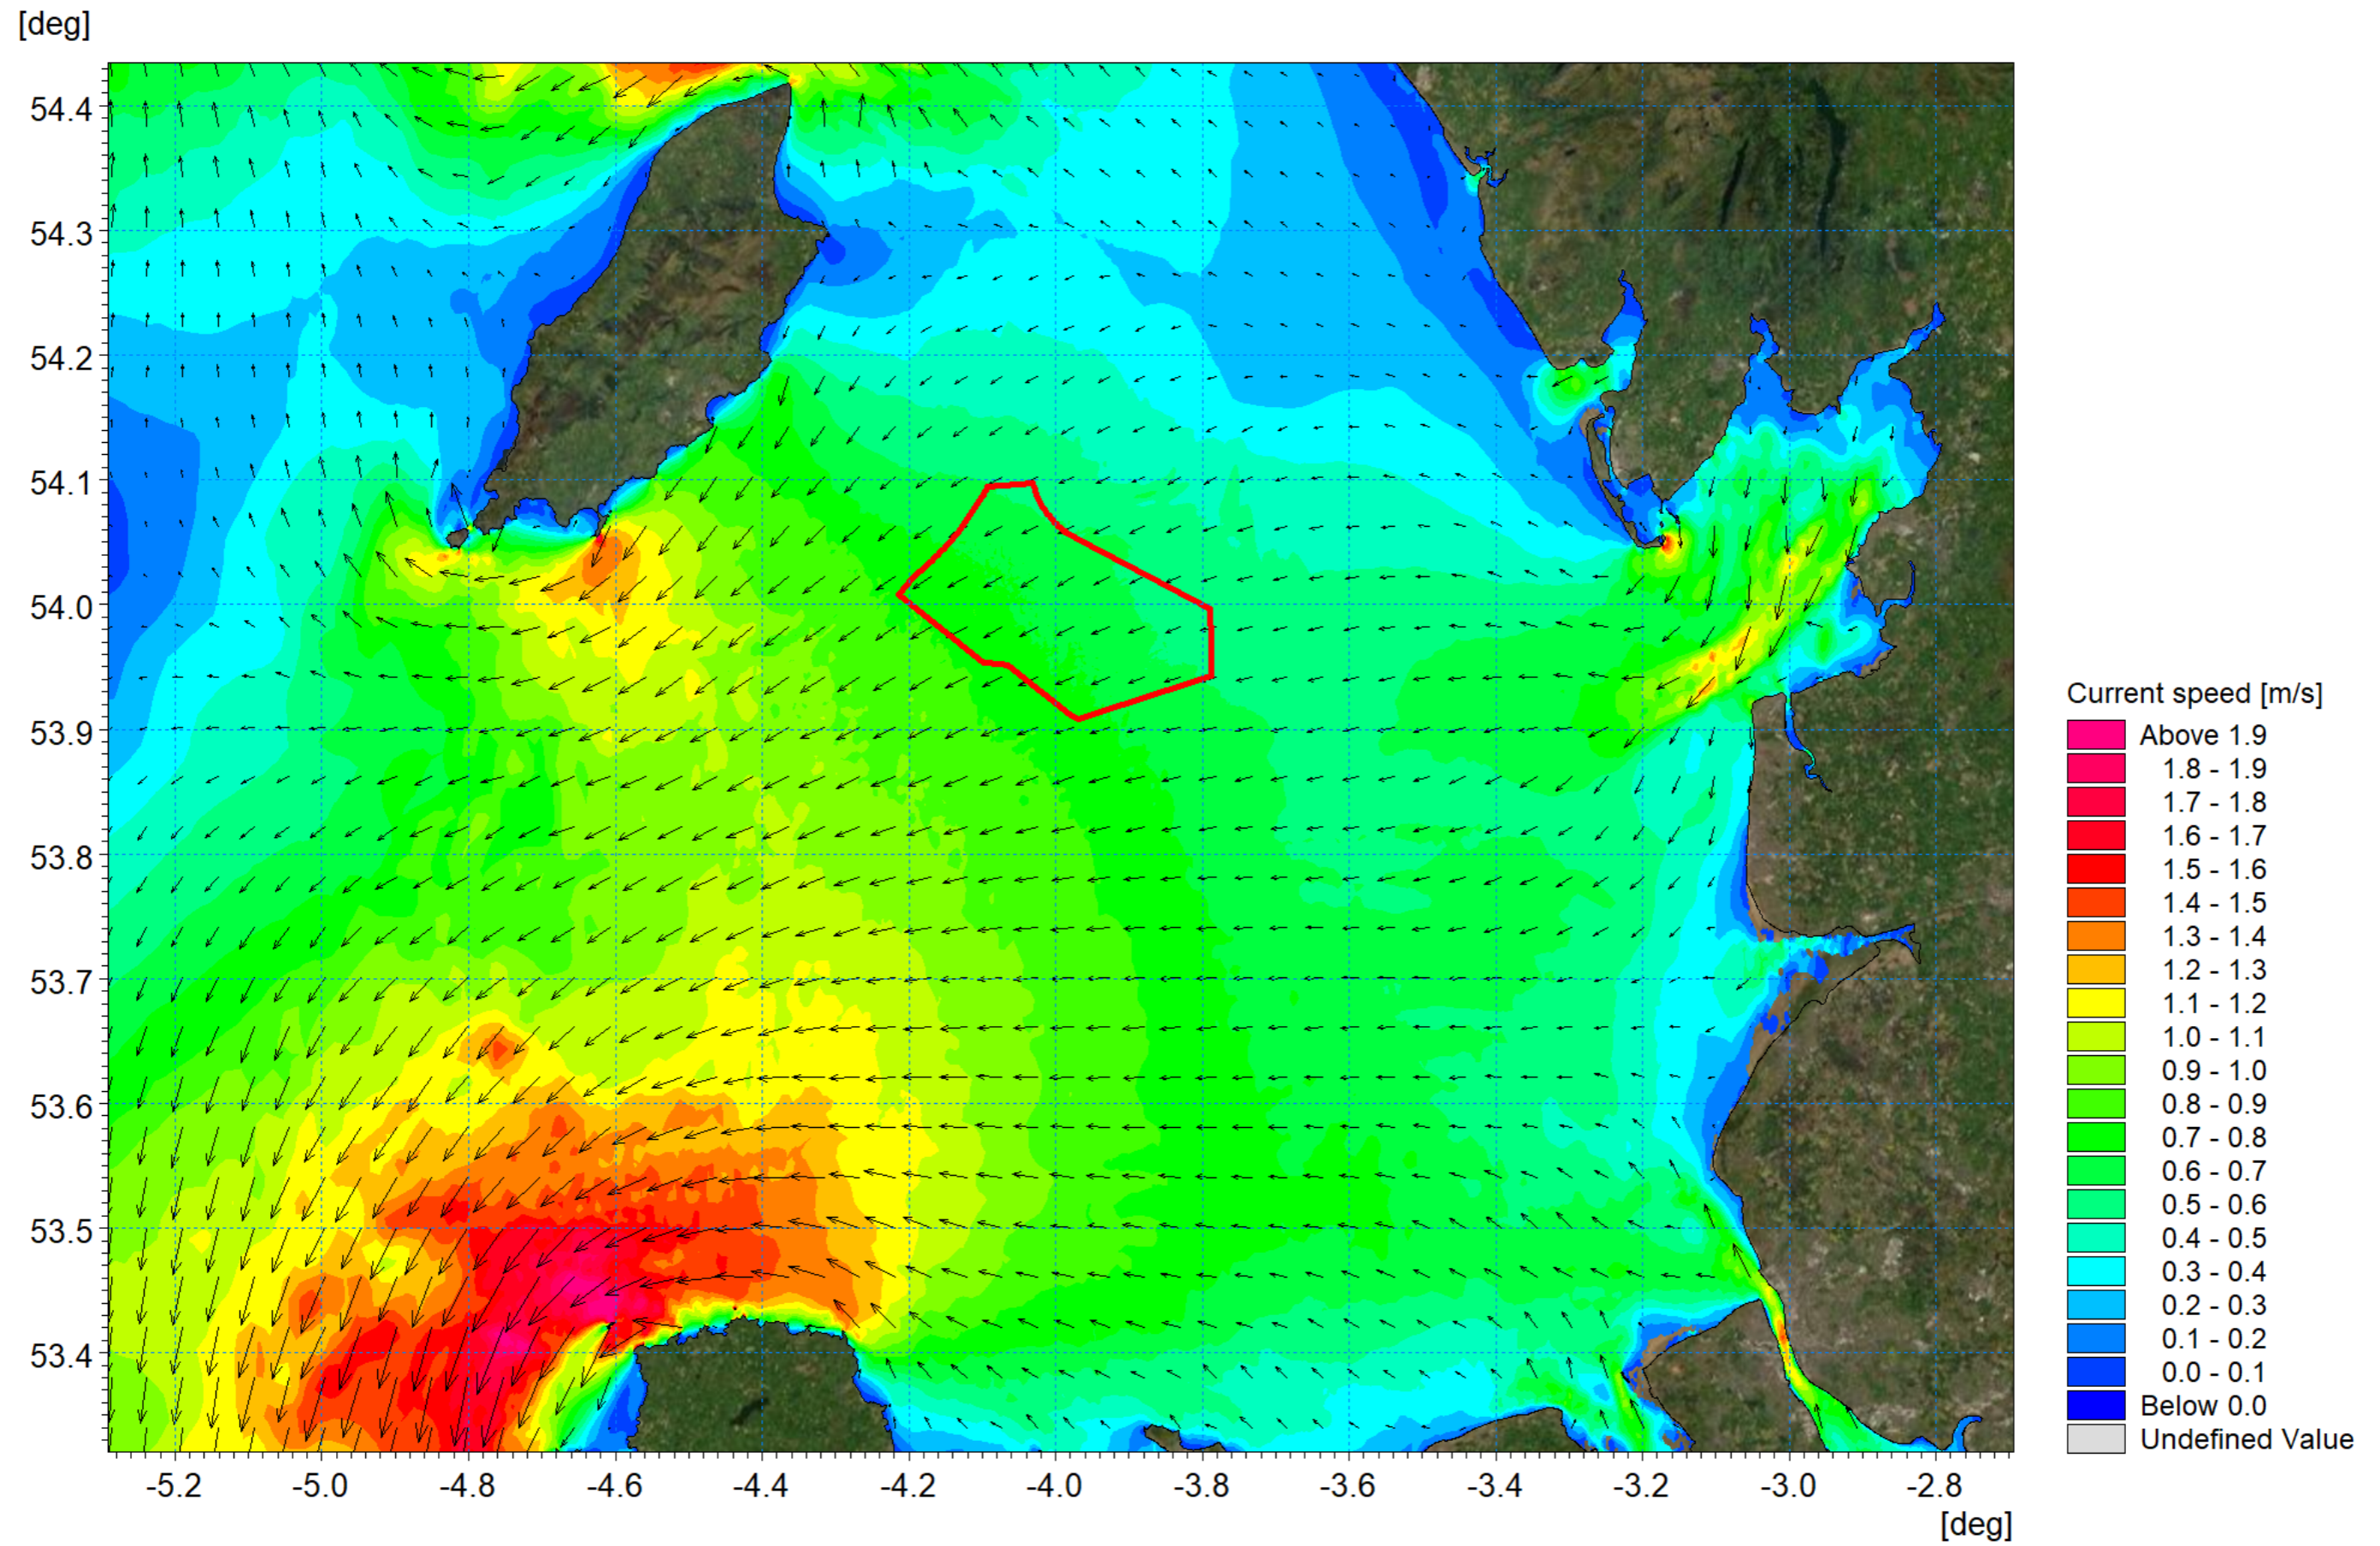 [deg]
54.4
54.3
54.2
54.1
54.0
53.9
53.8
53.7
53.6
53.5
53.4
-5.2 -5.0 -4.8 -4.6 -4.4 -4.2 -4.0 -3.8 -3.6 -3.4 -3.2 -3.0 -2.8
[deg]
Current speed [m/s]
Above 1.9
1.8 - 1.9
1.7 - 1.8
1.6 - 1.7
1.5 - 1.6
1.4 - 1.5
1.3 - 1.4
1.2 - 1.3
1.1 - 1.2
1.0 - 1.1
0.9 - 1.0
0.8 - 0.9
0.7 - 0.8
0.6 - 0.7
0.5 - 0.6
0.4 - 0.5
0.3 - 0.4
0.2 - 0.3
0.1 - 0.2
0.0 - 0.1
Below 0.0
Undefined Value